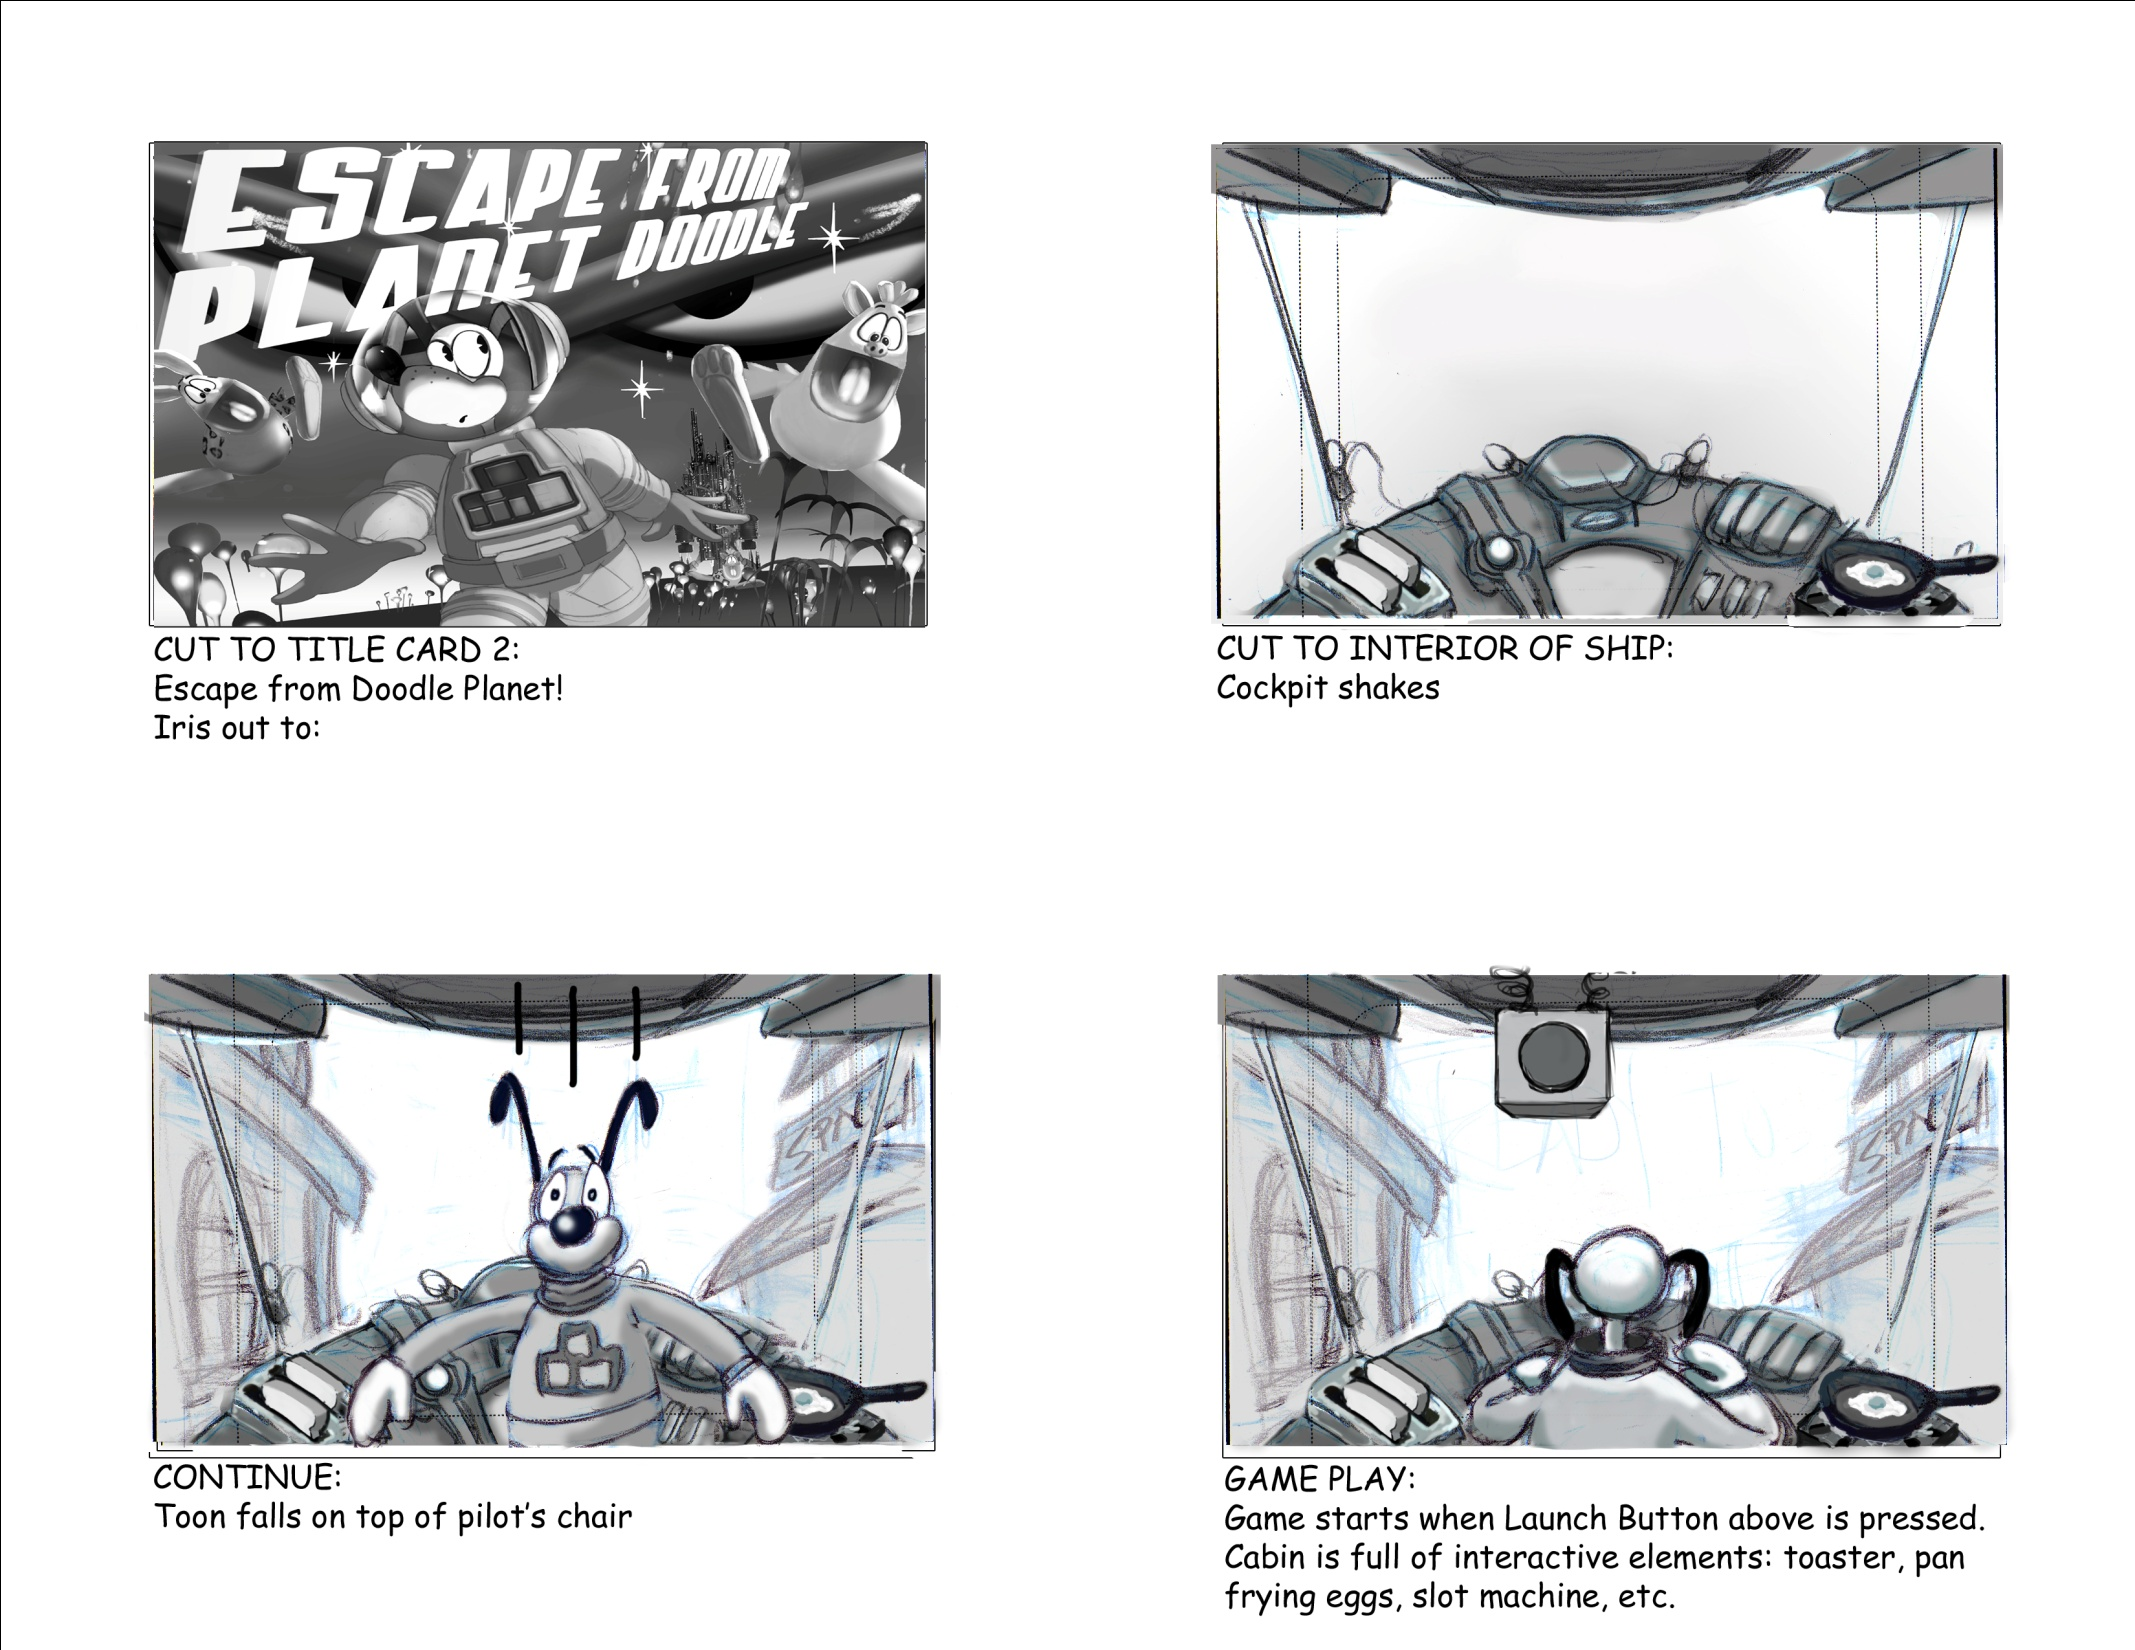 ESCAPE FROM
PLANET DOODLE
CUT TO TITLE CARD 2:
Escape from Doodle Planet!
Iris out to:
CUT TO INTERIOR OF SHIP:
Cockpit shakes
CONTINUE:
Toon falls on top of pilot's chair
GAME PLAY:
Game starts when Launch Button above is pressed.
Cabin is full of interactive elements: toaster, pan
frying eggs, slot machine, etc.